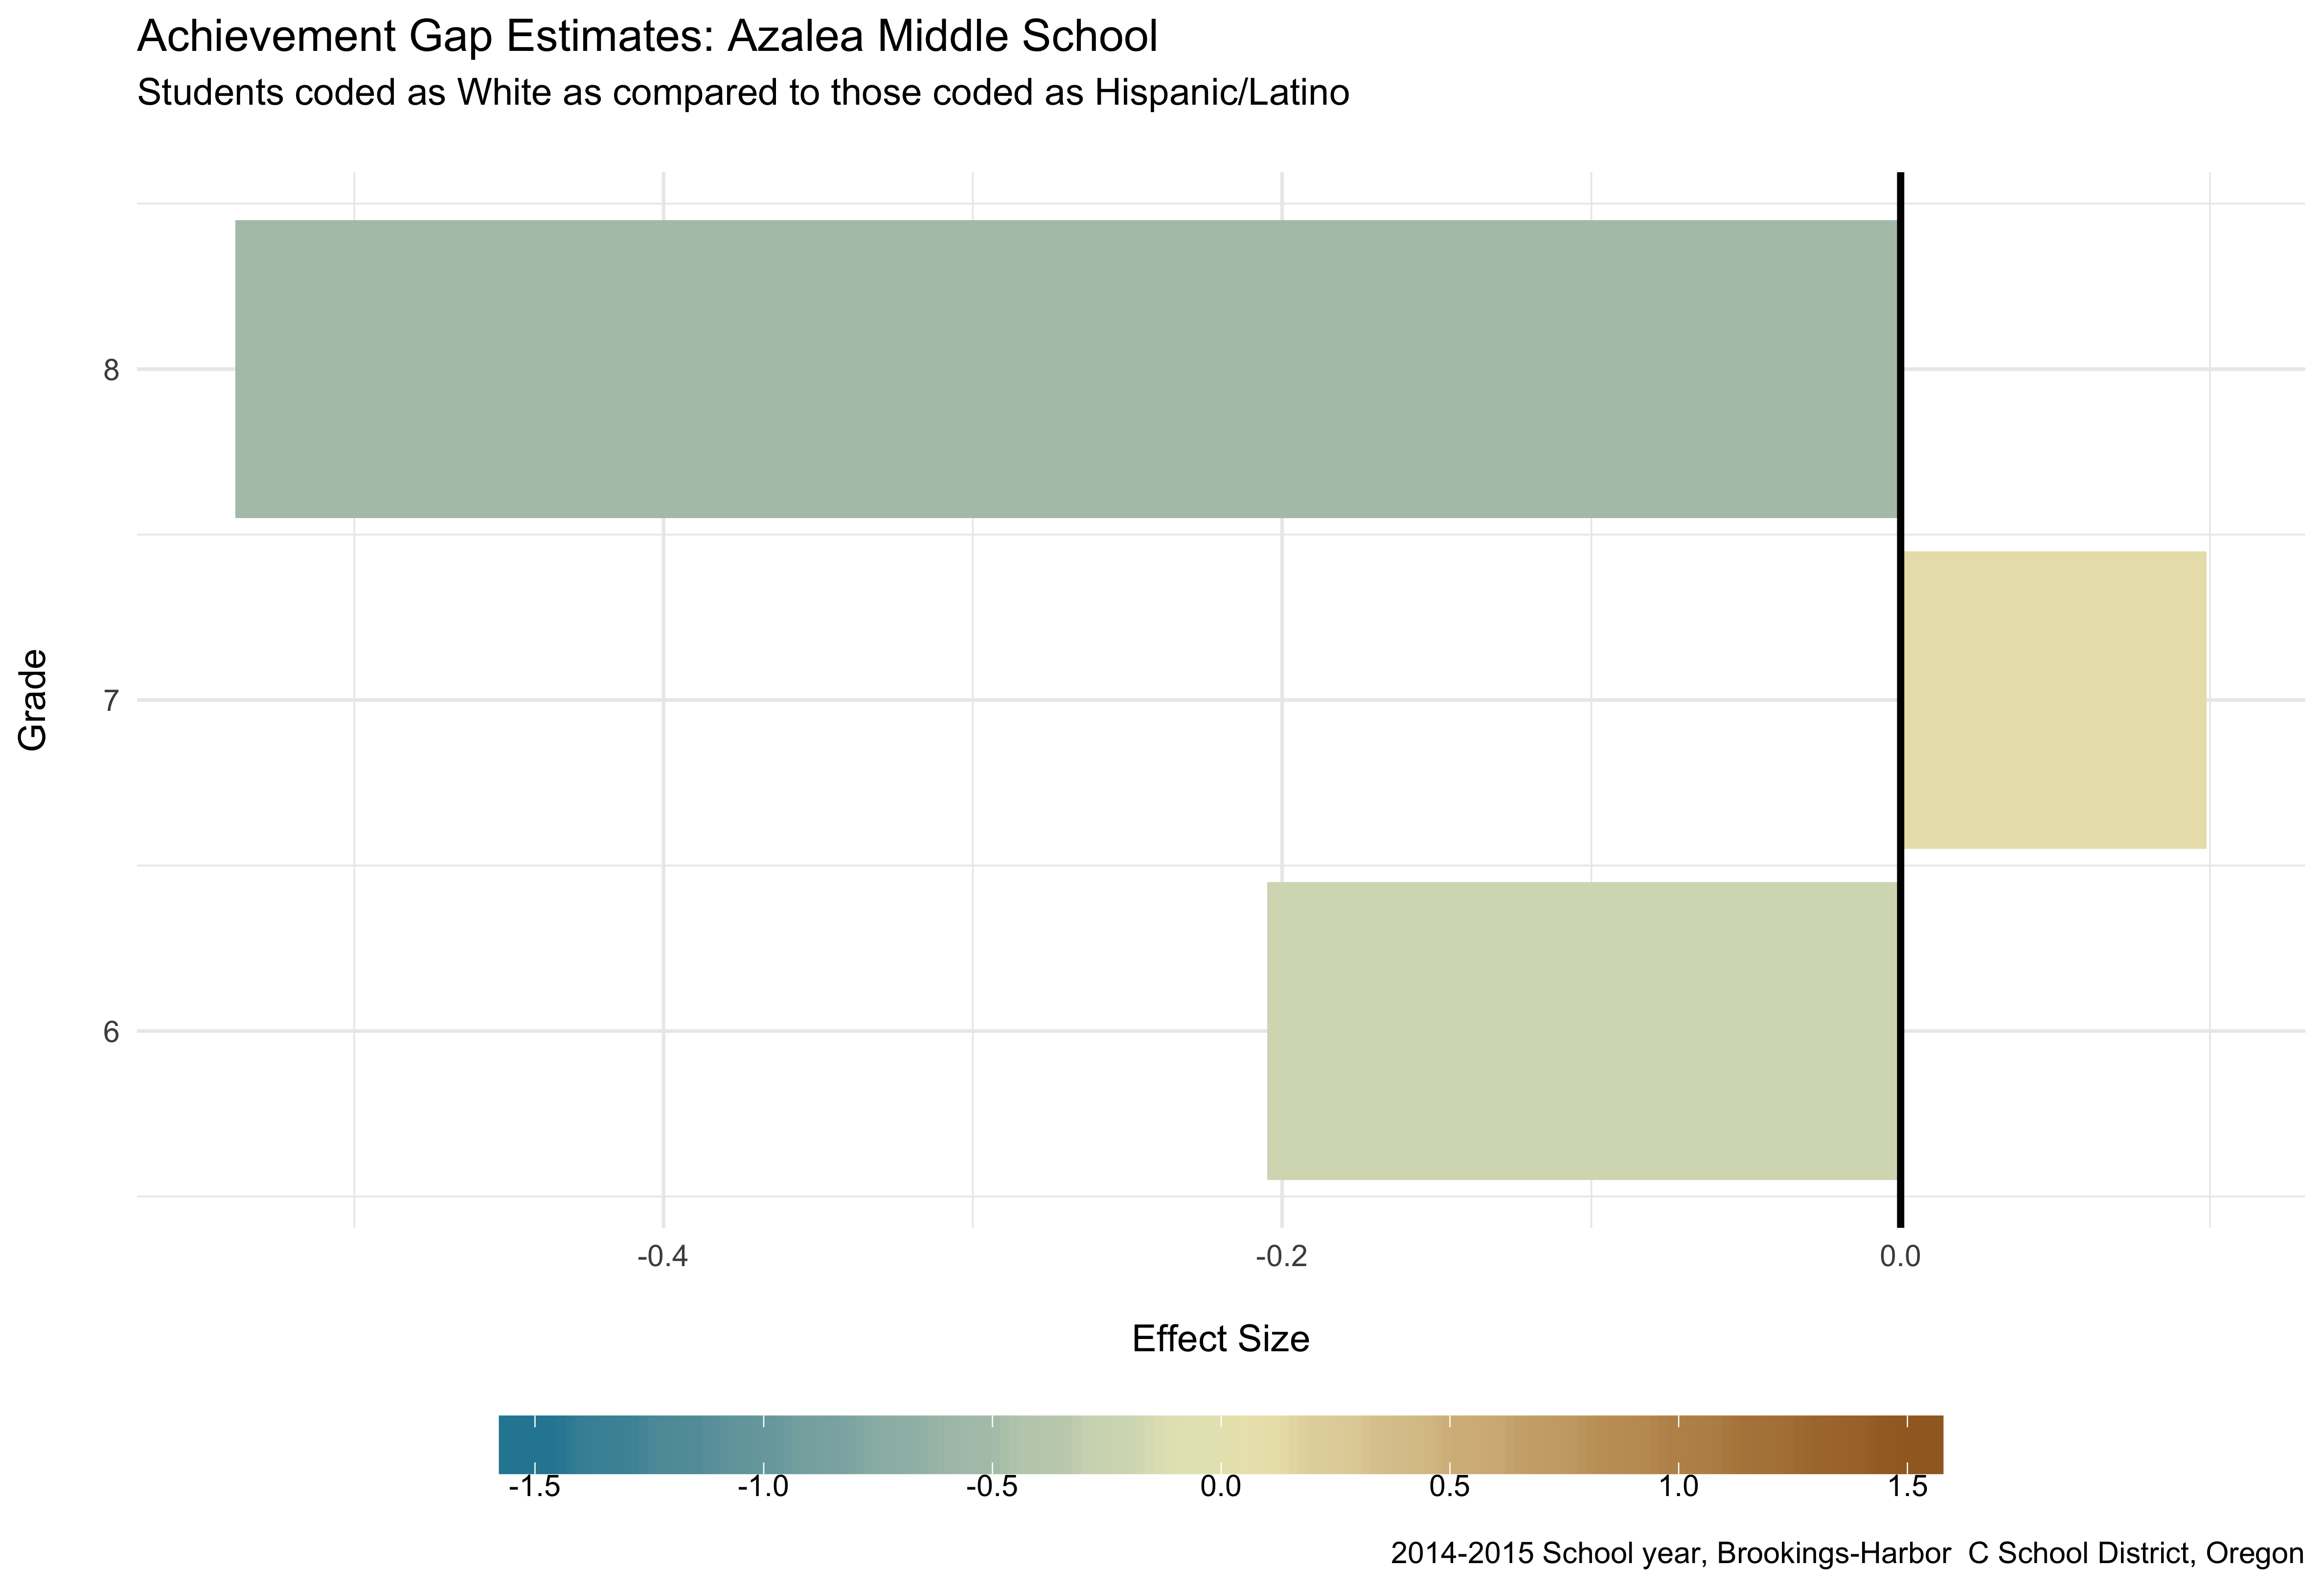 Achievement Gap Estimates: Azalea Middle School
Students coded as White as compared to those coded as Hispanic/Latino
8
7
6
Grade
-0.4 -0.2 0.0
Effect Size
-1.5 -1.0 -0.5 0.0 0.5 1.0 1.5
2014-2015 School year, Brookings-Harbor  C School District, Oregon